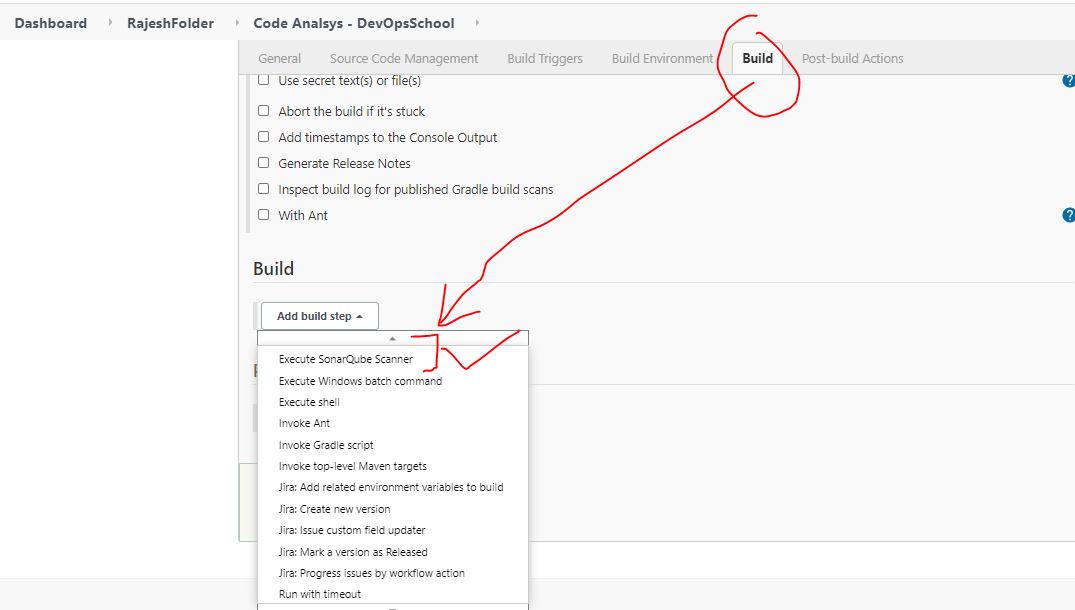 Dashboard RajeshFolder Code Analsys - DevOpsSchool
General Source Code Management Build Triggers Build Environment Build Post-build Actions
Use secret text(s) or file(s)
Abort the build if it's stuck
Add timestamps to the Console Output
Generate Release Notes
Inspect build log for published Gradle build scans
With Ant
Build
Add build step
Execute SonarQube Scanner
Execute Windows batch command
Execute shell
Invoke Ant
Invoke Gradle script
Invoke top-level Maven targets
Jira: Add related environment variables to build
Jira: Create new version
Jira: Issue custom field updater
Jira: Mark a version as Released
Jira: Progress issues by workflow action
Run with timeout